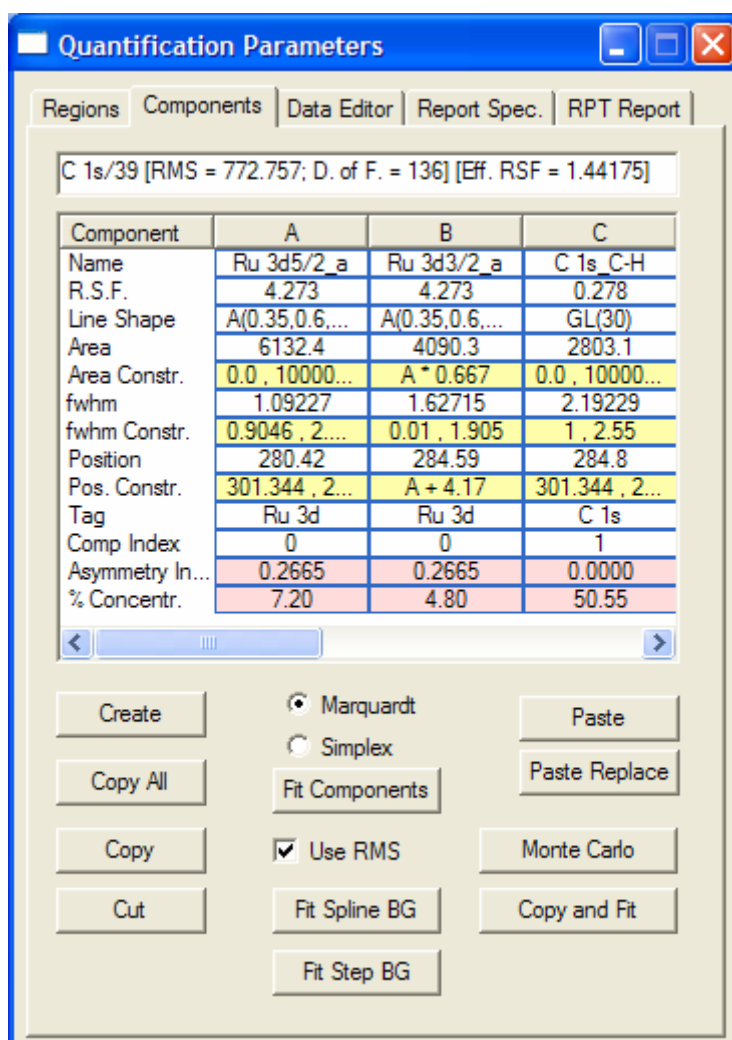 Quantification Parameters
Regions Components Data Editor Report Spec. RPT Report
C 1s/39 [RMS = 772.757; D. of F. = 136] [Eff. RSF = 1.44175]
Component A B C
Name Ru 3d5/2_a Ru 3d3/2_a C 1s_C-H
R.S.F. 4.273 4.273 0.278
Line Shape A(0.35,0.6,... A(0.35,0.6,... GL(30)
Area 6132.4 4090.3 2803.1
Area Constr. 0.0 , 10000... A * 0.667 0.0 , 10000...
fwhm 1.09227 1.62715 2.19229
fwhm Constr. 0.9046 , 2.... 0.01 , 1.905 1 , 2.55
Position 280.42 284.59 284.8
Pos. Constr. 301.344 , 2... A + 4.17 301.344 , 2...
Tag Ru 3d Ru 3d C 1s
Comp Index 0 0 1
Asymmetry In... 0.2665 0.2665 0.0000
% Concentr. 7.20 4.80 50.55
Create Marquardt Paste
Simplex
Copy All Fit Components Paste Replace
Copy Use RMS Monte Carlo
Cut Fit Spline BG Copy and Fit
Fit Step BG